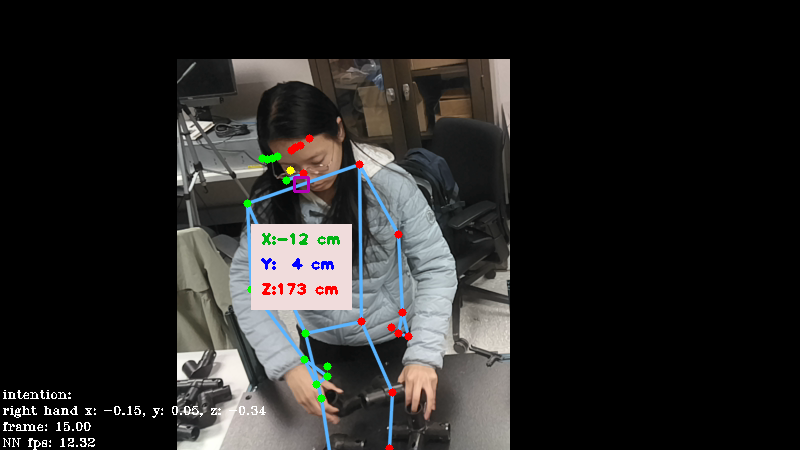 X:-12 cm
Y: 4 cm
Z:173 cm
intention:
right hand x: -0.15, y: 0.06, z: -0.34
frame: 15.00
NN fps: 12.32